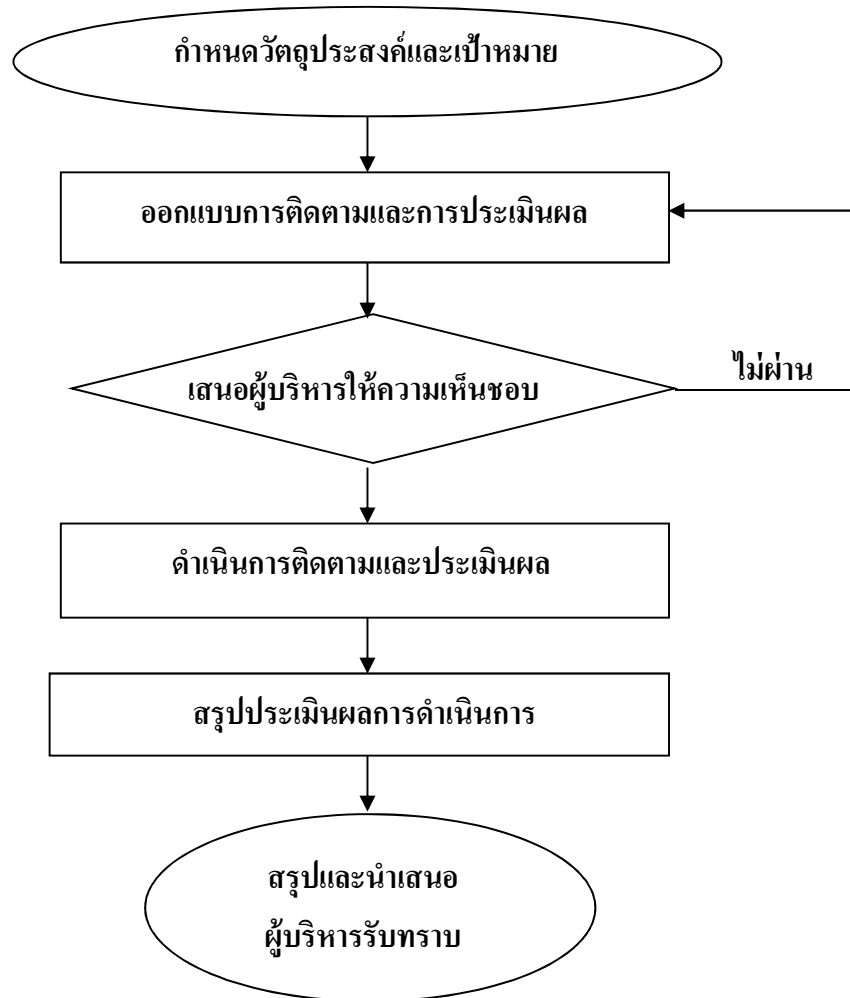 กำหนดวัตถุประสงค์และเป้าหมาย
ออกแบบการติดตามและการประเมินผล
เสนอผู้บริหารให้ความเห็นชอบ
ไม่ผ่าน
ดำเนินการติดตามและประเมินผล
สรุปประเมินผลการดำเนินการ
สรุปและนำเสนอ
ผู้บริหารรับทราบ